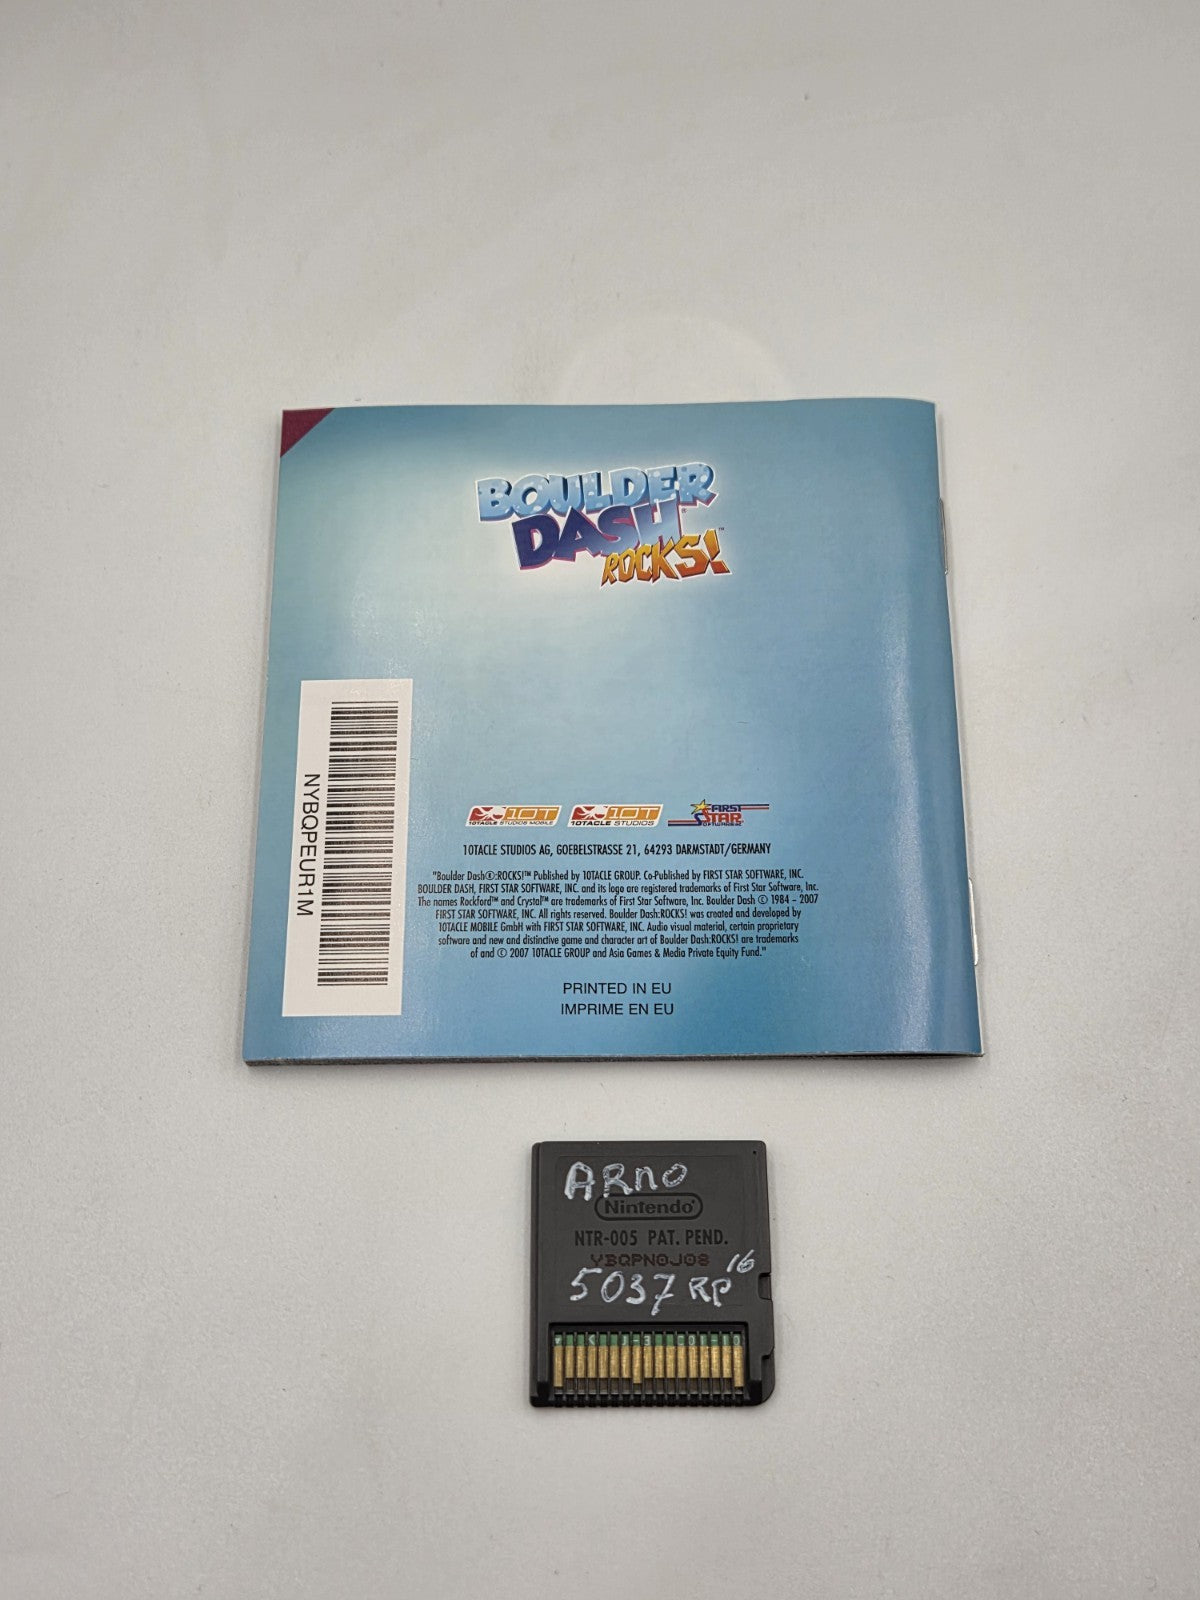 BOULDER
DASH®
ROCKS!™
NYBQPEUR1M
10T
10TACLE STUDIOS MOBILE
10T
10TACLE STUDIOS
FIRST
STAR
10TACLE STUDIOS AG, GOEBELSTRASSE 21, 64293 DARMSTADT/GERMANY
"Boulder Dash®:ROCKS!™ Published by 10TACLE GROUP. Co-Published by FIRST STAR SOFTWARE, INC.
BOULDER DASH, FIRST STAR SOFTWARE, INC. and its logo are registered trademarks of First Star Software, Inc.
The names Rockford™ and Crystal™ are trademarks of First Star Software, Inc. Boulder Dash © 1984 – 2007
FIRST STAR SOFTWARE, INC. All rights reserved. Boulder Dash:ROCKS! was created and developed by
10TACLE MOBILE GmbH with FIRST STAR SOFTWARE, INC. Audio visual material, certain proprietary
software and new and distinctive game and character art of Boulder Dash:ROCKS! are trademarks
of and © 2007 10TACLE GROUP and Asia Games & Media Private Equity Fund."
PRINTED IN EU
IMPRIME EN EU
ARno
Nintendo®
NTR-005 PAT. PEND.
YBQPN0J08
5037 RP 16